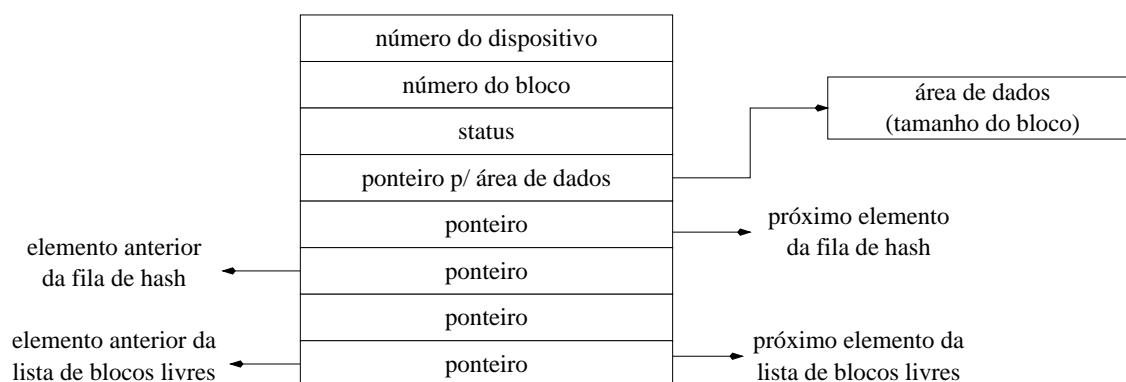 número do dispositivo
número do bloco
status
ponteiro p/ área de dados
ponteiro
ponteiro
ponteiro
ponteiro
área de dados
(tamanho do bloco)
próximo elemento
da fila de hash
elemento anterior
da fila de hash
elemento anterior da
lista de blocos livres
próximo elemento da
lista de blocos livres